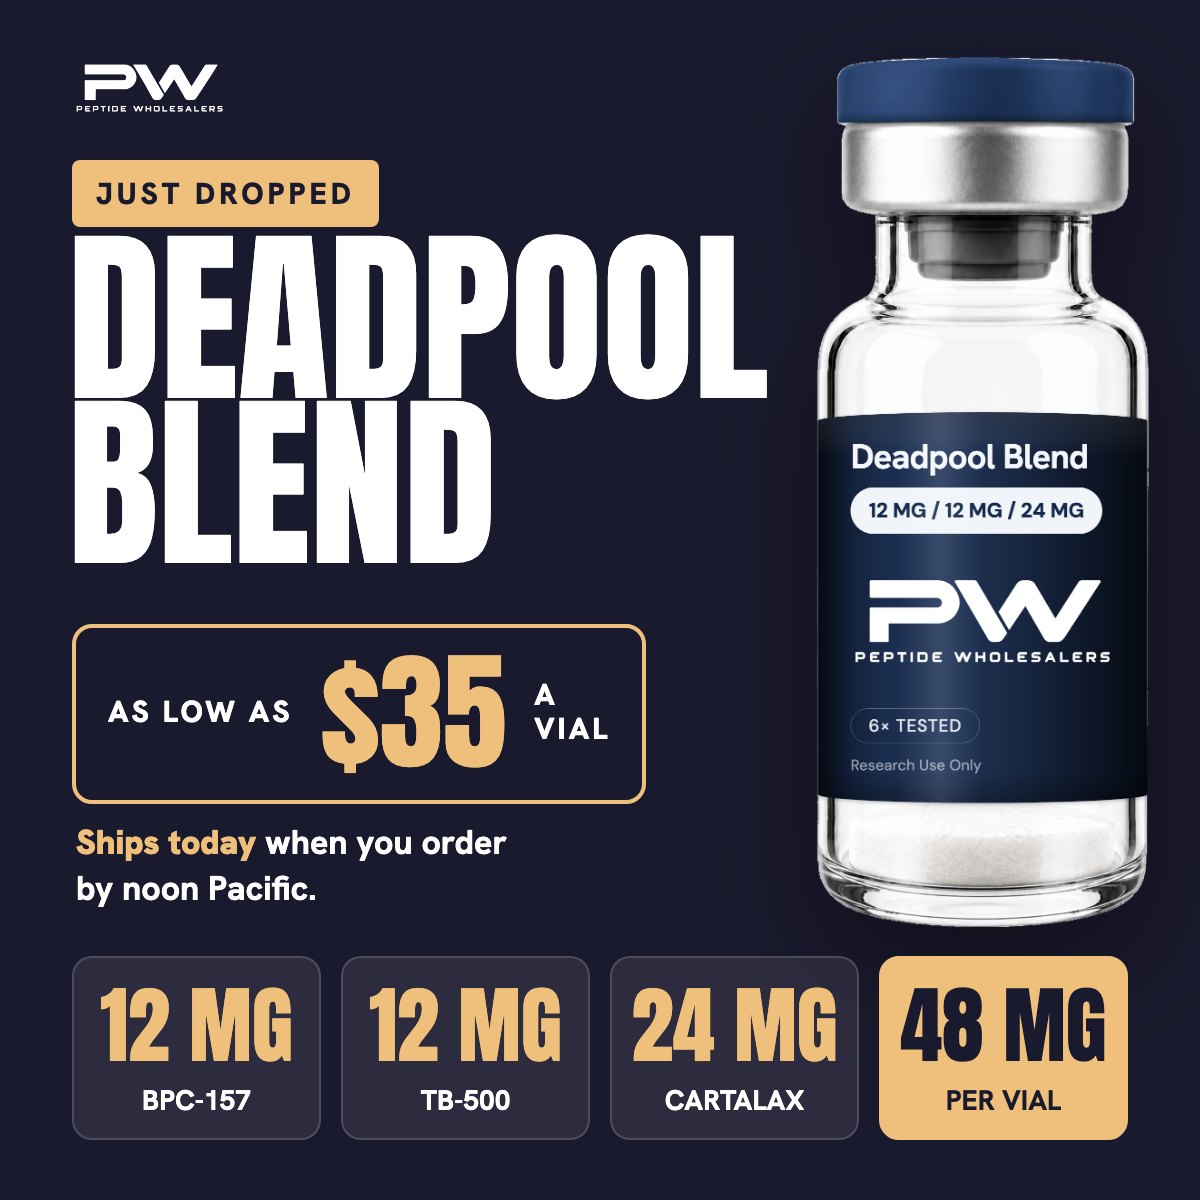 PW
PEPTIDE WHOLESALERS
JUST DROPPED
DEADPOOL
BLEND
AS LOW AS
$35
A
VIAL
Ships today when you order
by noon Pacific.
Deadpool Blend
12 MG / 12 MG / 24 MG
PW
PEPTIDE WHOLESALERS
6× TESTED
Research Use Only
12 MG
BPC-157
12 MG
TB-500
24 MG
CARTALAX
48 MG
PER VIAL